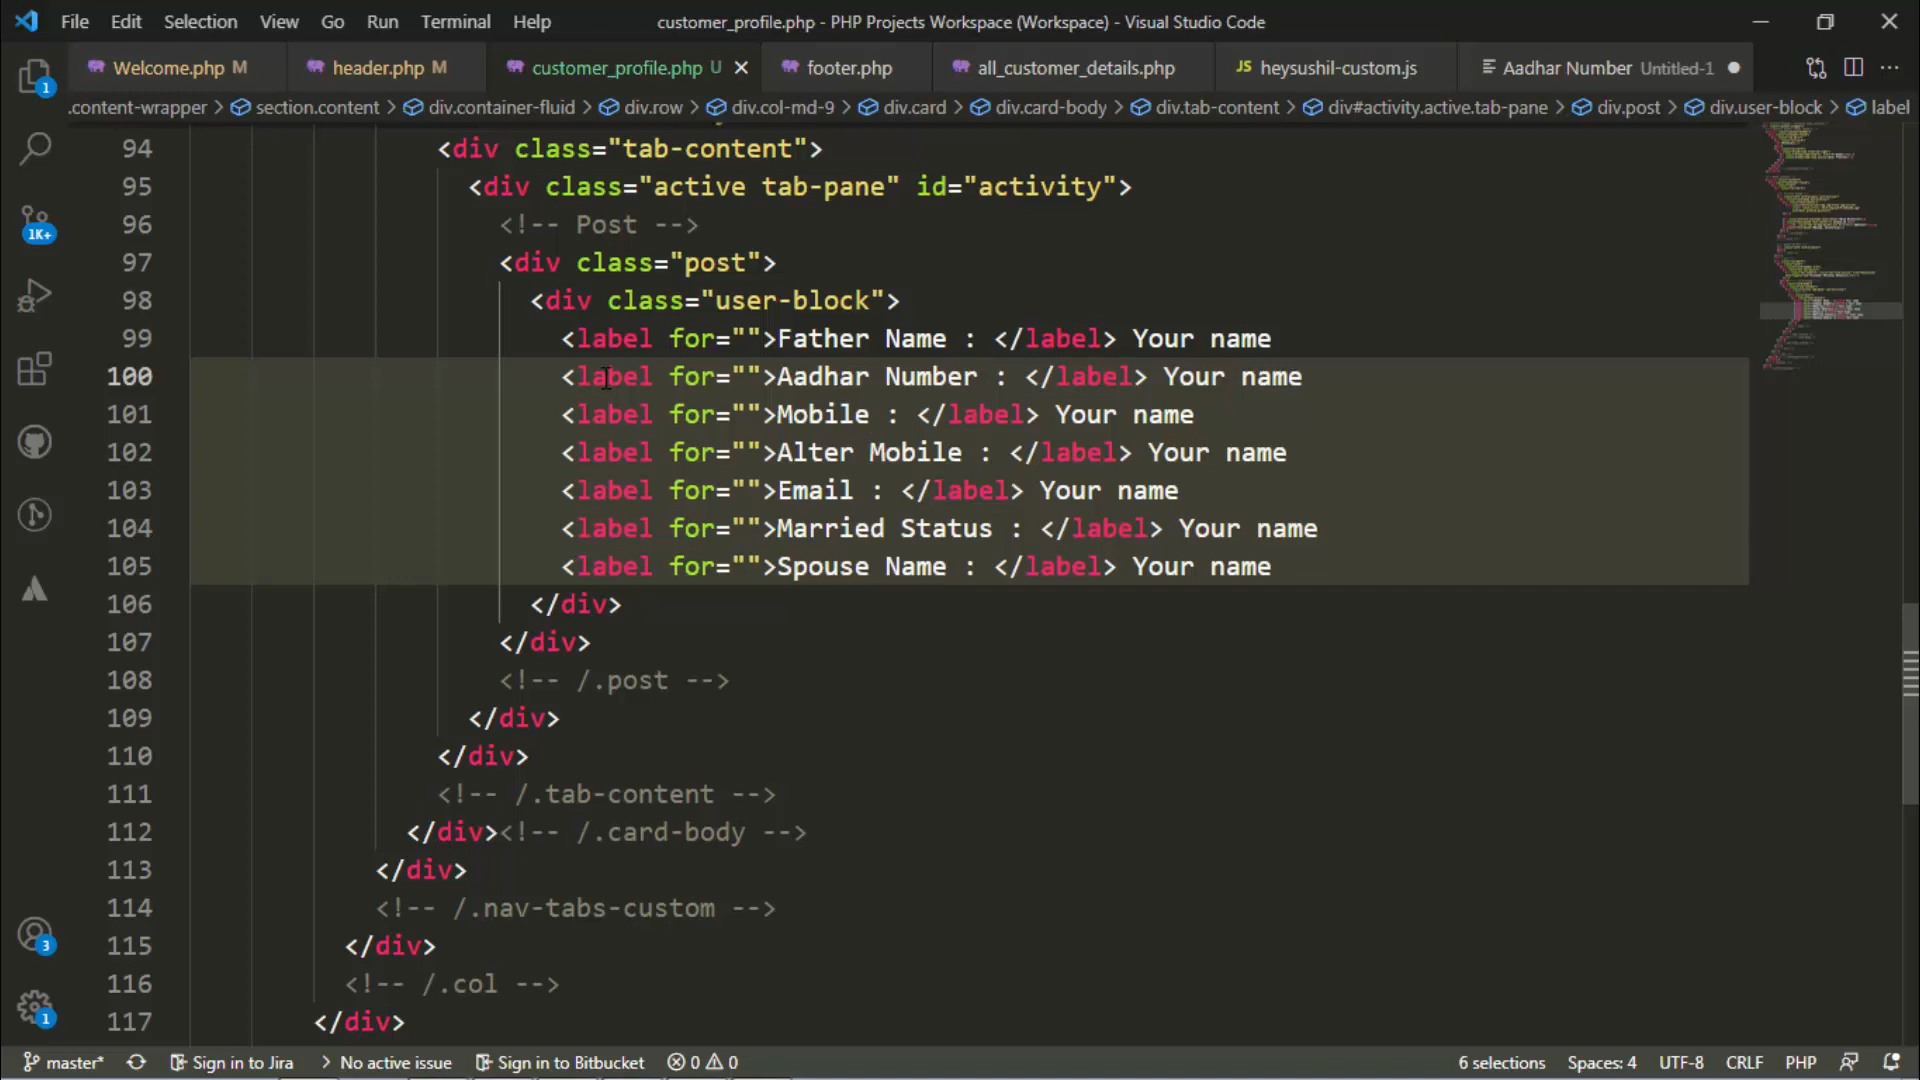 File Edit Selection View Go Run Terminal Help customer_profile.php - PHP Projects Workspace (Workspace) - Visual Studio Code
Welcome.php M header.php M customer_profile.php U footer.php all_customer_details.php JS heysushil-custom.js Aadhar Number Untitled-1
.content-wrapper > section.content > div.container-fluid > div.row > div.col-md-9 > div.card > div.card-body > div.tab-content > div#activity.active.tab-pane > div.post > div.user-block > label
94 <div class="tab-content">
95 <div class="active tab-pane" id="activity">
96 <!-- Post -->
97 <div class="post">
98 <div class="user-block">
99 <label for="">Father Name : </label> Your name
100 <label for="">Aadhar Number : </label> Your name
101 <label for="">Mobile : </label> Your name
102 <label for="">Alter Mobile : </label> Your name
103 <label for="">Email : </label> Your name
104 <label for="">Married Status : </label> Your name
105 <label for="">Spouse Name : </label> Your name
106 </div>
107 </div>
108 <!-- /.post -->
109 </div>
110 </div>
111 <!-- /.tab-content -->
112 </div><!-- /.card-body -->
113 </div>
114 <!-- /.nav-tabs-custom -->
115 </div>
116 <!-- /.col -->
117 </div>
1
1K+
3
1
master* Sign in to Jira No active issue Sign in to Bitbucket 0 0 6 selections Spaces: 4 UTF-8 CRLF PHP